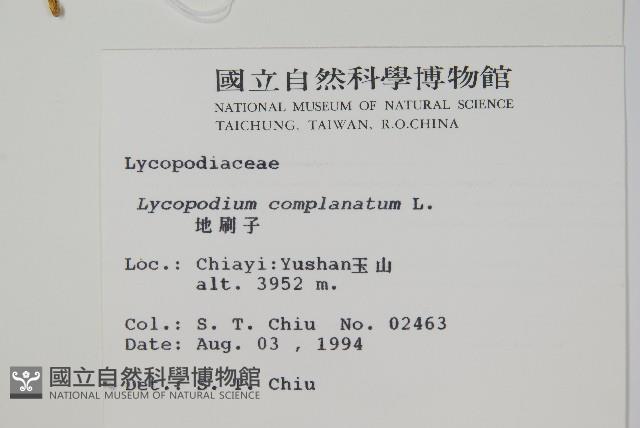 國立自然科學博物館
NATIONAL MUSEUM OF NATURAL SCIENCE
TAICHUNG, TAIWAN, R.O.CHINA
Lycopodiaceae
Lycopodium complanatum L.
地刷子
Loc.: Chiayi:Yushan玉山
alt. 3952 m.
Col.: S. T. Chiu No. 02463
Date: Aug. 03 , 1994
Det.: S. T. Chiu
國立自然科學博物館
NATIONAL MUSEUM OF NATURAL SCIENCE